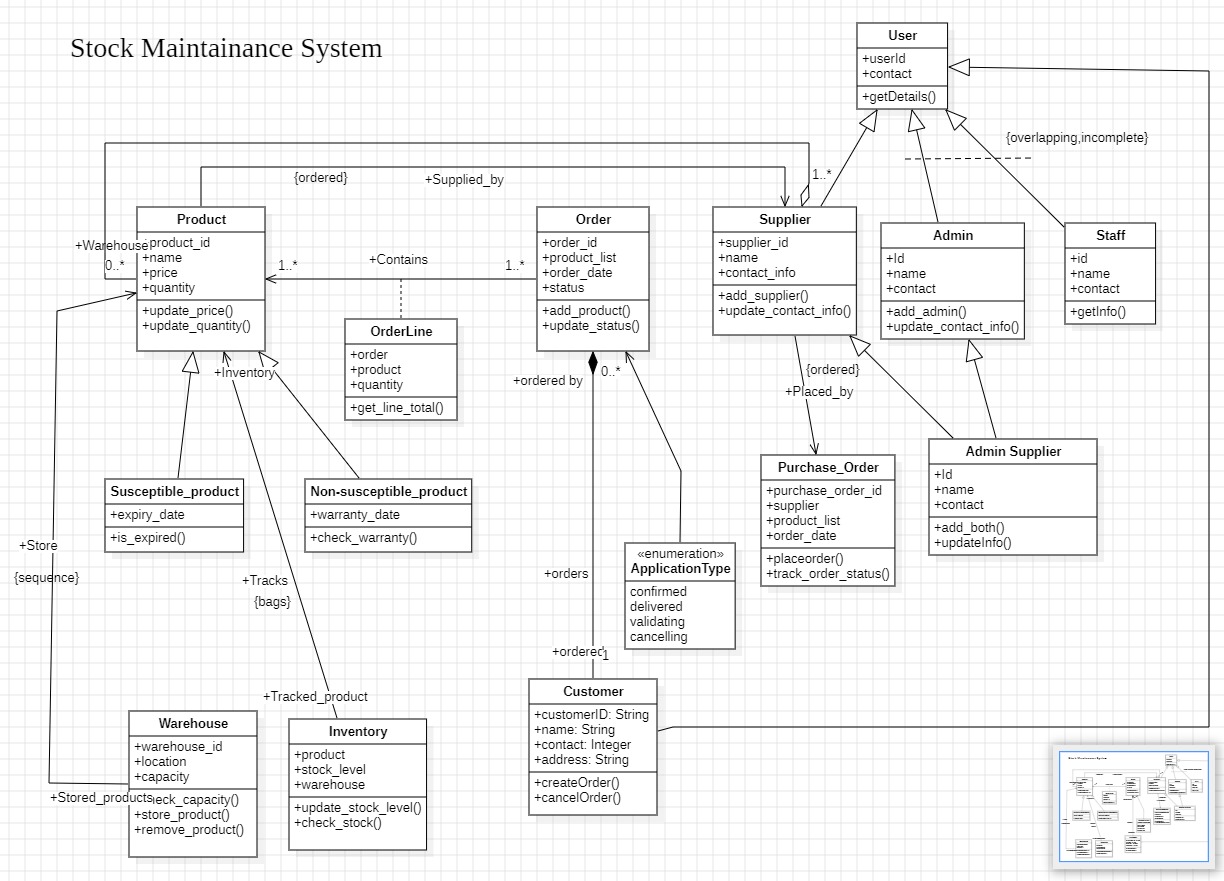 Stock Maintainance System
User
+userId
+contact
+getDetails()
{overlapping,incomplete}
1..*
{ordered}
+Supplied_by
Product
+product_id
+name
+price
+quantity
+update_price()
+update_quantity()
+Warehouse
0..*
1..*
+Contains
1..*
Order
+order_id
+product_list
+order_date
+status
+add_product()
+update_status()
Supplier
+supplier_id
+name
+contact_info
+add_supplier()
+update_contact_info()
Admin
+Id
+name
+contact
+add_admin()
+update_contact_info()
Staff
+id
+name
+contact
+getInfo()
OrderLine
+order
+product
+quantity
+get_line_total()
+Inventory
+ordered by
0..*
{ordered}
+Placed_by
Susceptible_product
+expiry_date
+is_expired()
Non-susceptible_product
+warranty_date
+check_warranty()
Purchase_Order
+purchase_order_id
+supplier
+product_list
+order_date
+placeorder()
+track_order_status()
Admin Supplier
+Id
+name
+contact
+add_both()
+updateInfo()
+Store
{sequence}
+Tracks
{bags}
+orders
«enumeration»
ApplicationType
confirmed
delivered
validating
cancelling
+ordered
1
+Tracked_product
Warehouse
+warehouse_id
+location
+capacity
+Stored_products
eck_capacity()
+store_product()
+remove_product()
Inventory
+product
+stock_level
+warehouse
+update_stock_level()
+check_stock()
Customer
+customerID: String
+name: String
+contact: Integer
+address: String
+createOrder()
+cancelOrder()
Stock Maintainance System